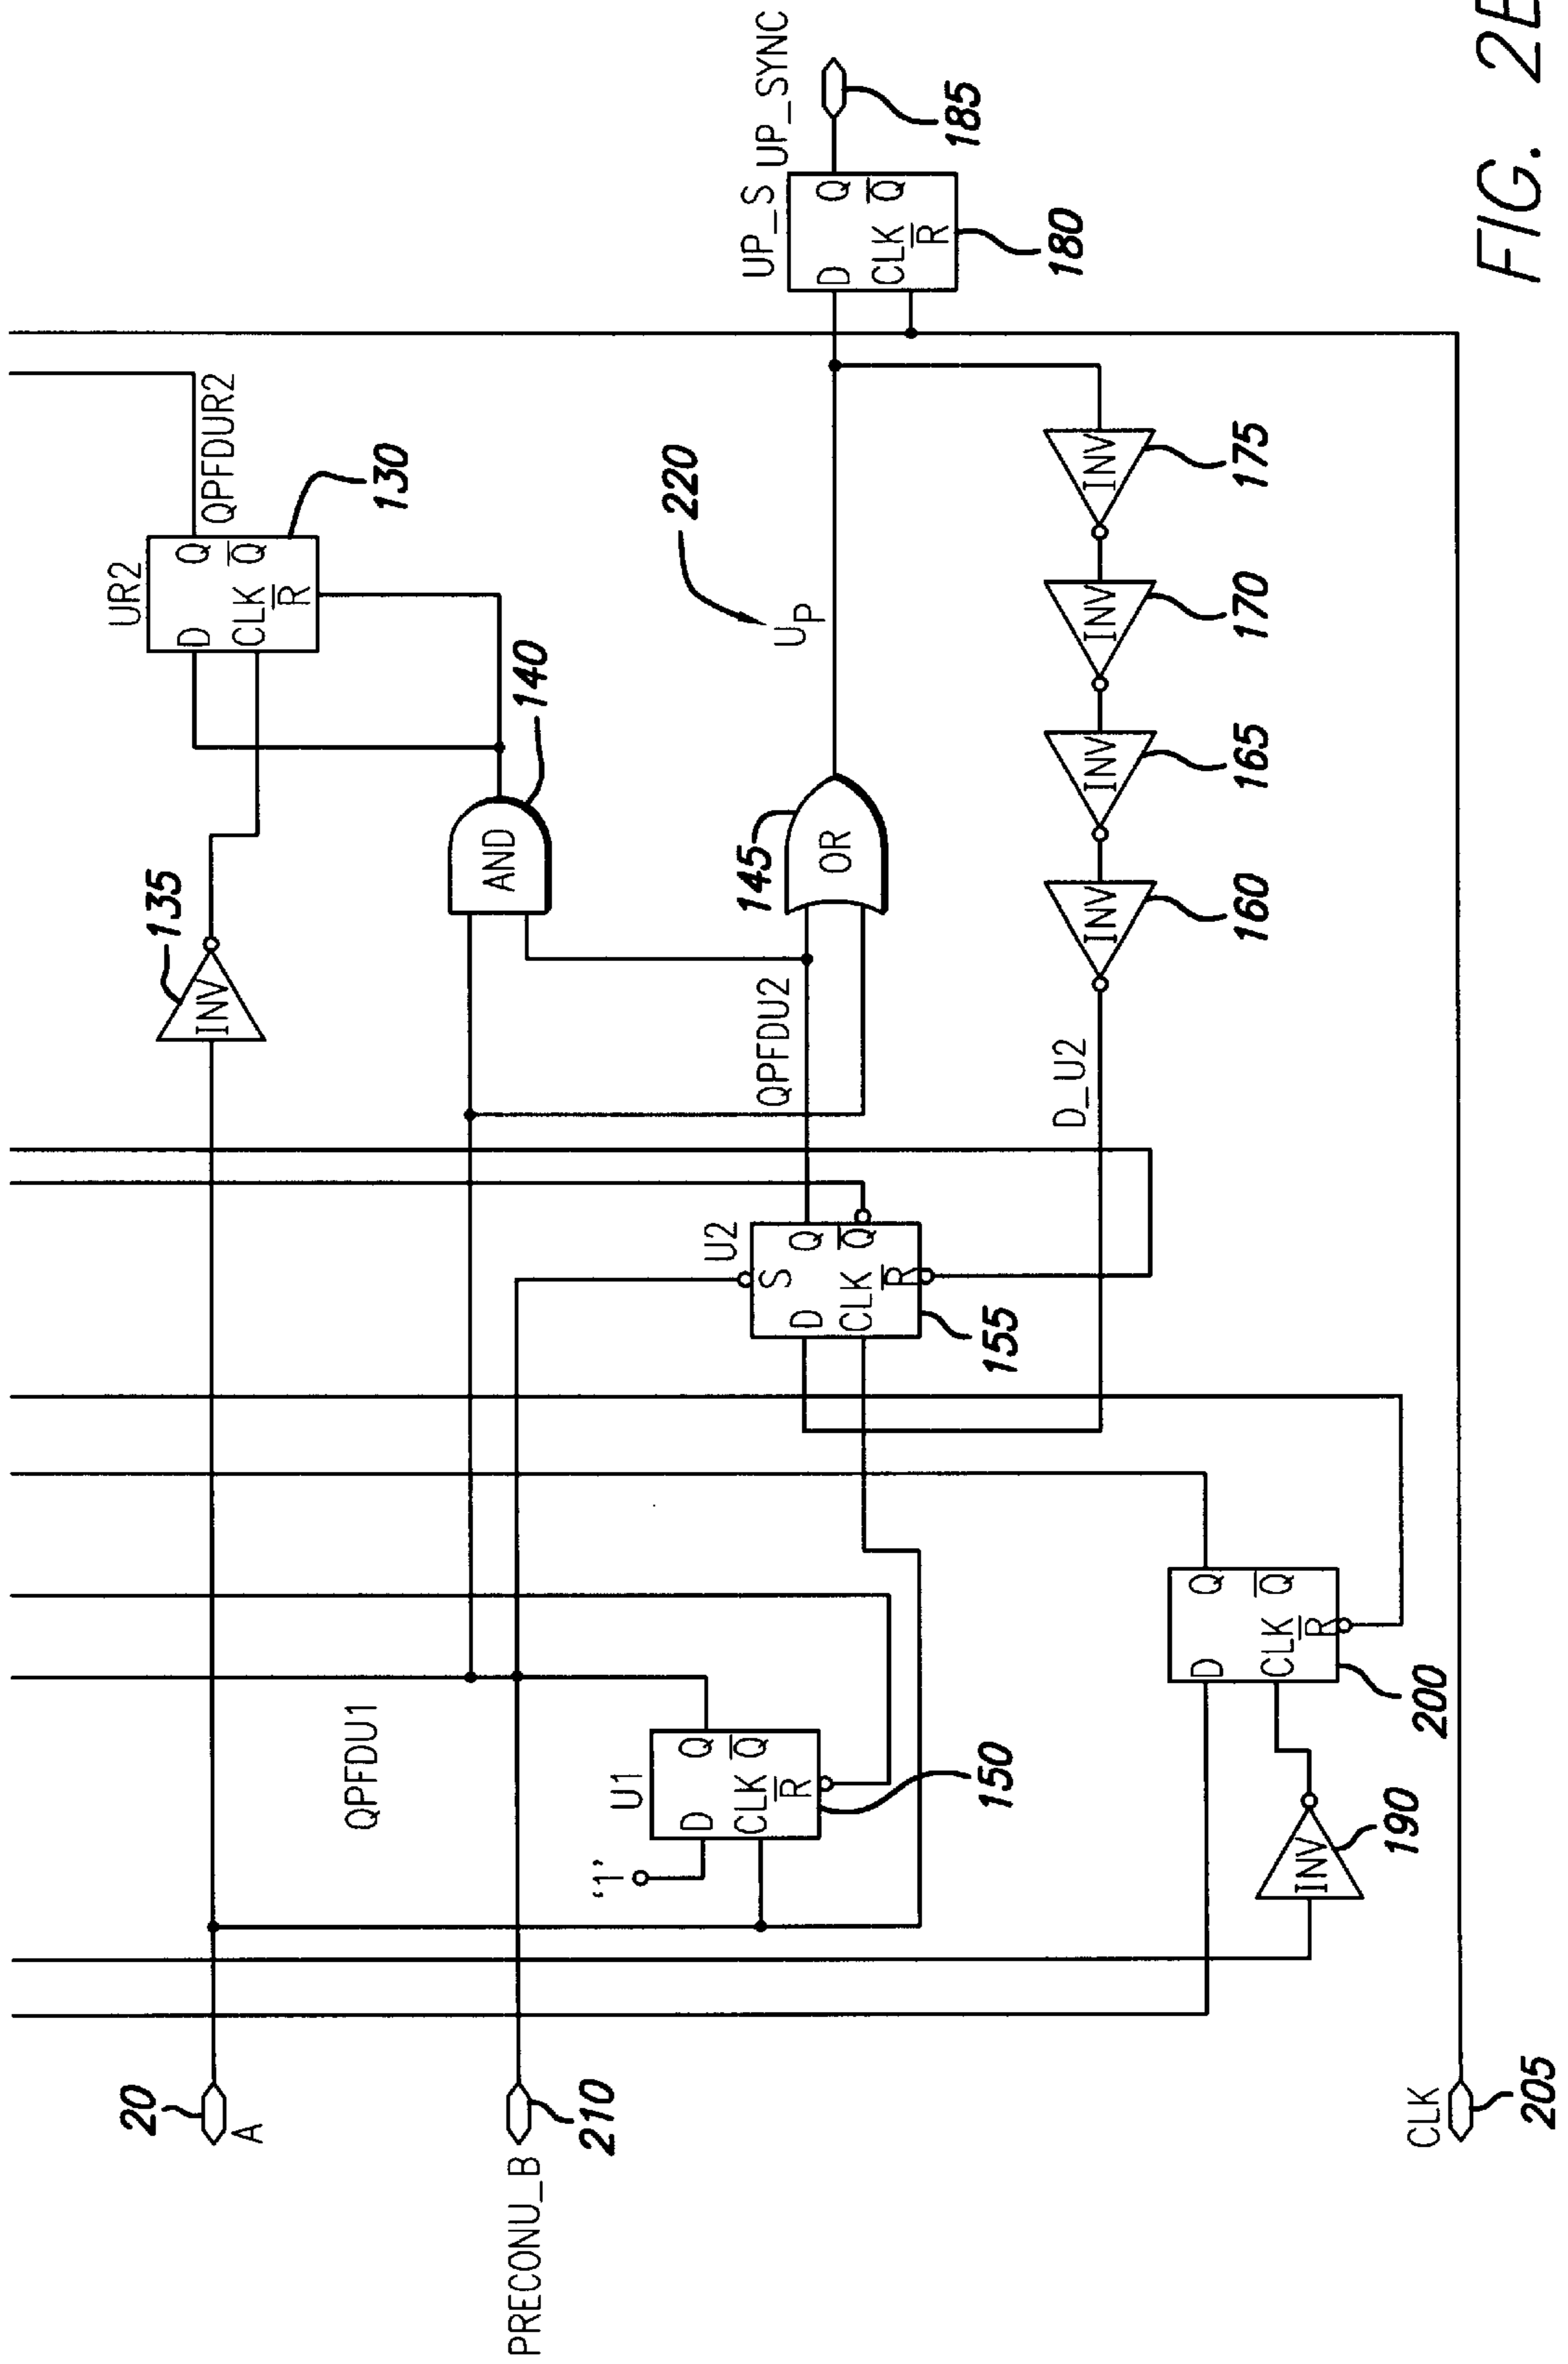 20
A
135
INV
UR2
D Q
QPFDUR2
CLK Q̅
R̅
130
QPFDU1
AND
140
PRECONU_B
210
'1'
U1
D Q
CLK Q̅
R̅
150
U2
S
D Q
CLK Q̅
R̅
155
QPFDU2
145
OR
220
UP
UP_S
UP_SYNC
D Q
CLK Q̅
R̅
180
185
D_U2
INV
INV
INV
INV
160
165
170
175
D Q
CLK Q̅
R̅
200
INV
190
CLK
205
FIG. 2